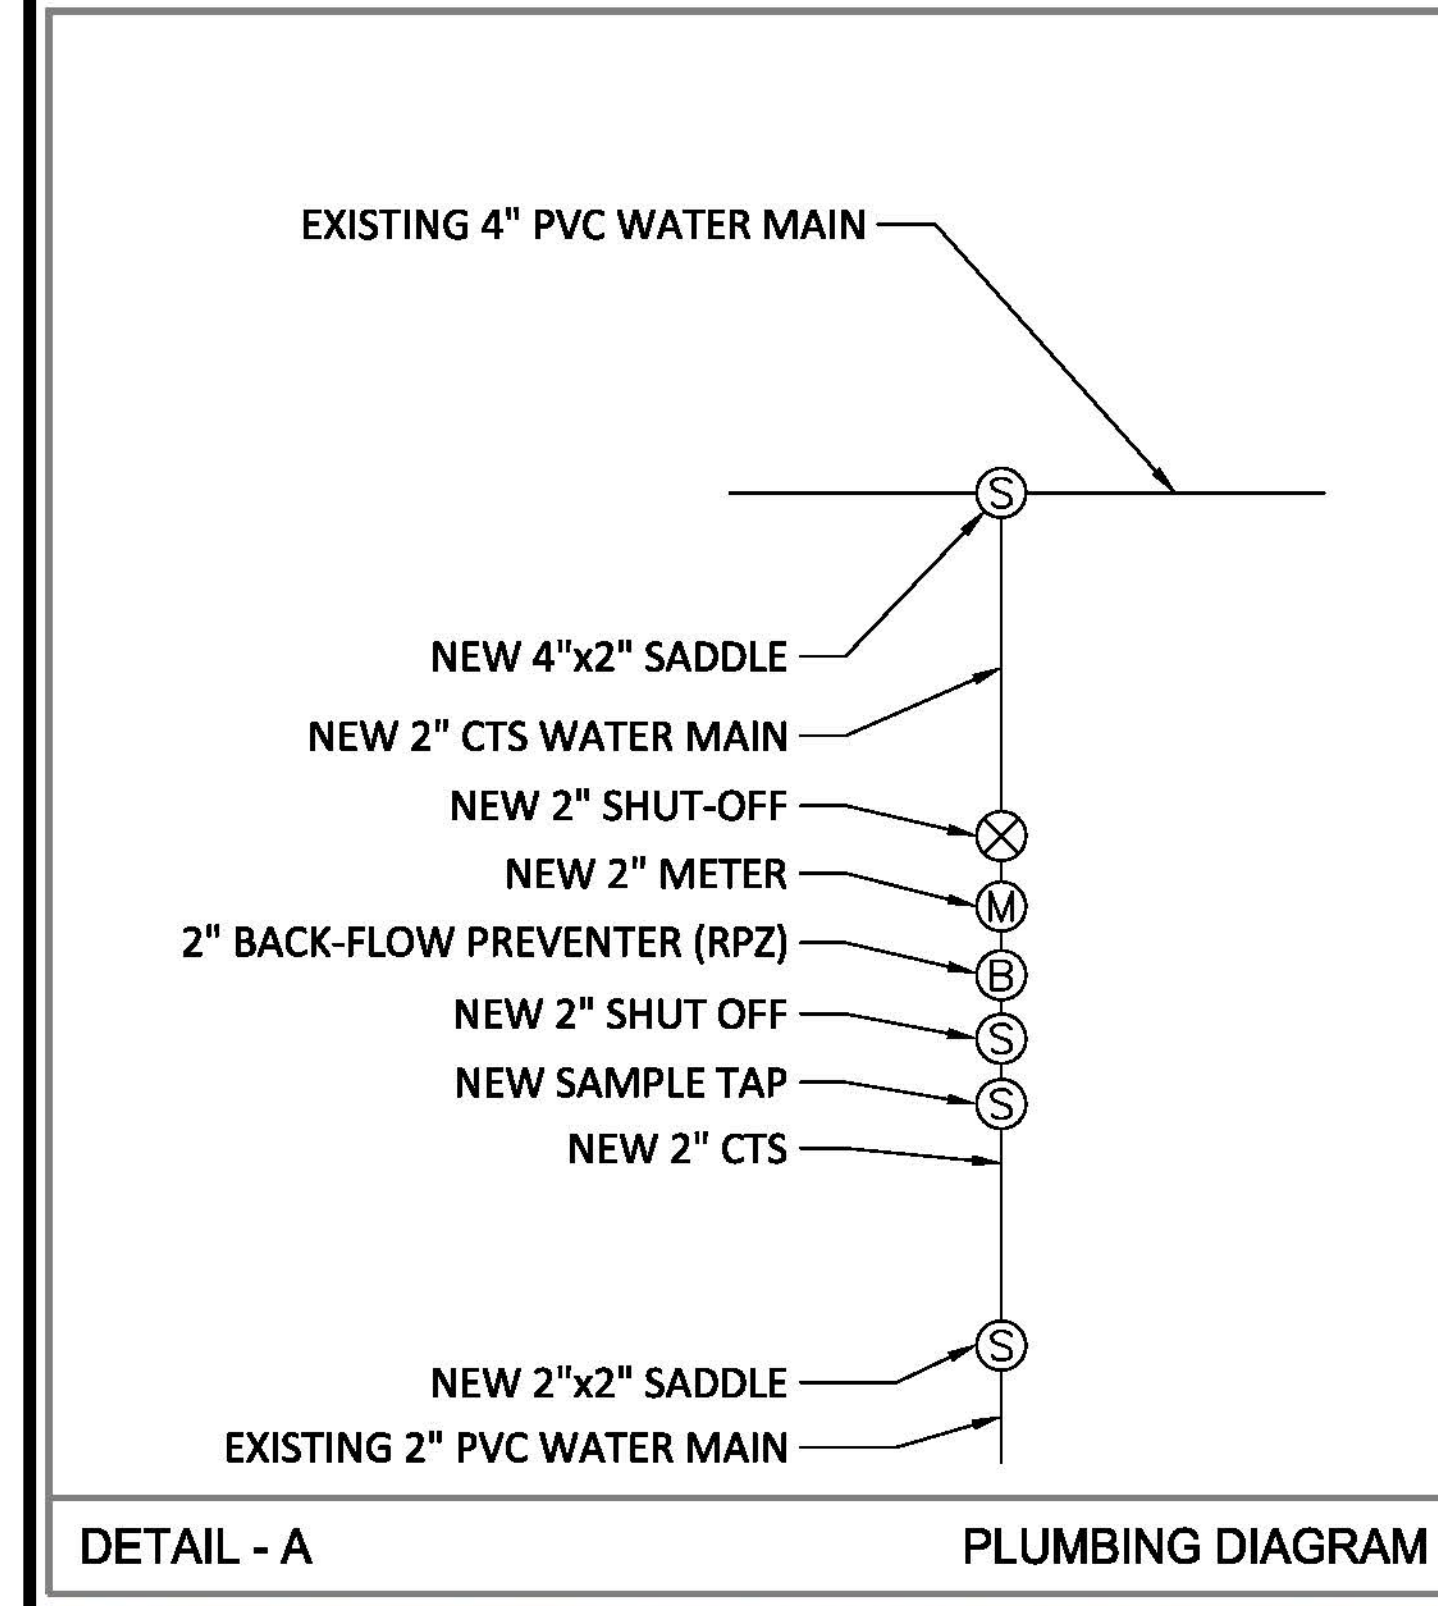 EXISTING 4" PVC WATER MAIN
S
NEW 4"x2" SADDLE
NEW 2" CTS WATER MAIN
NEW 2" SHUT-OFF
NEW 2" METER
M
2" BACK-FLOW PREVENTER (RPZ)
B
NEW 2" SHUT OFF
S
NEW SAMPLE TAP
S
NEW 2" CTS
S
NEW 2"x2" SADDLE
EXISTING 2" PVC WATER MAIN
DETAIL - A PLUMBING DIAGRAM